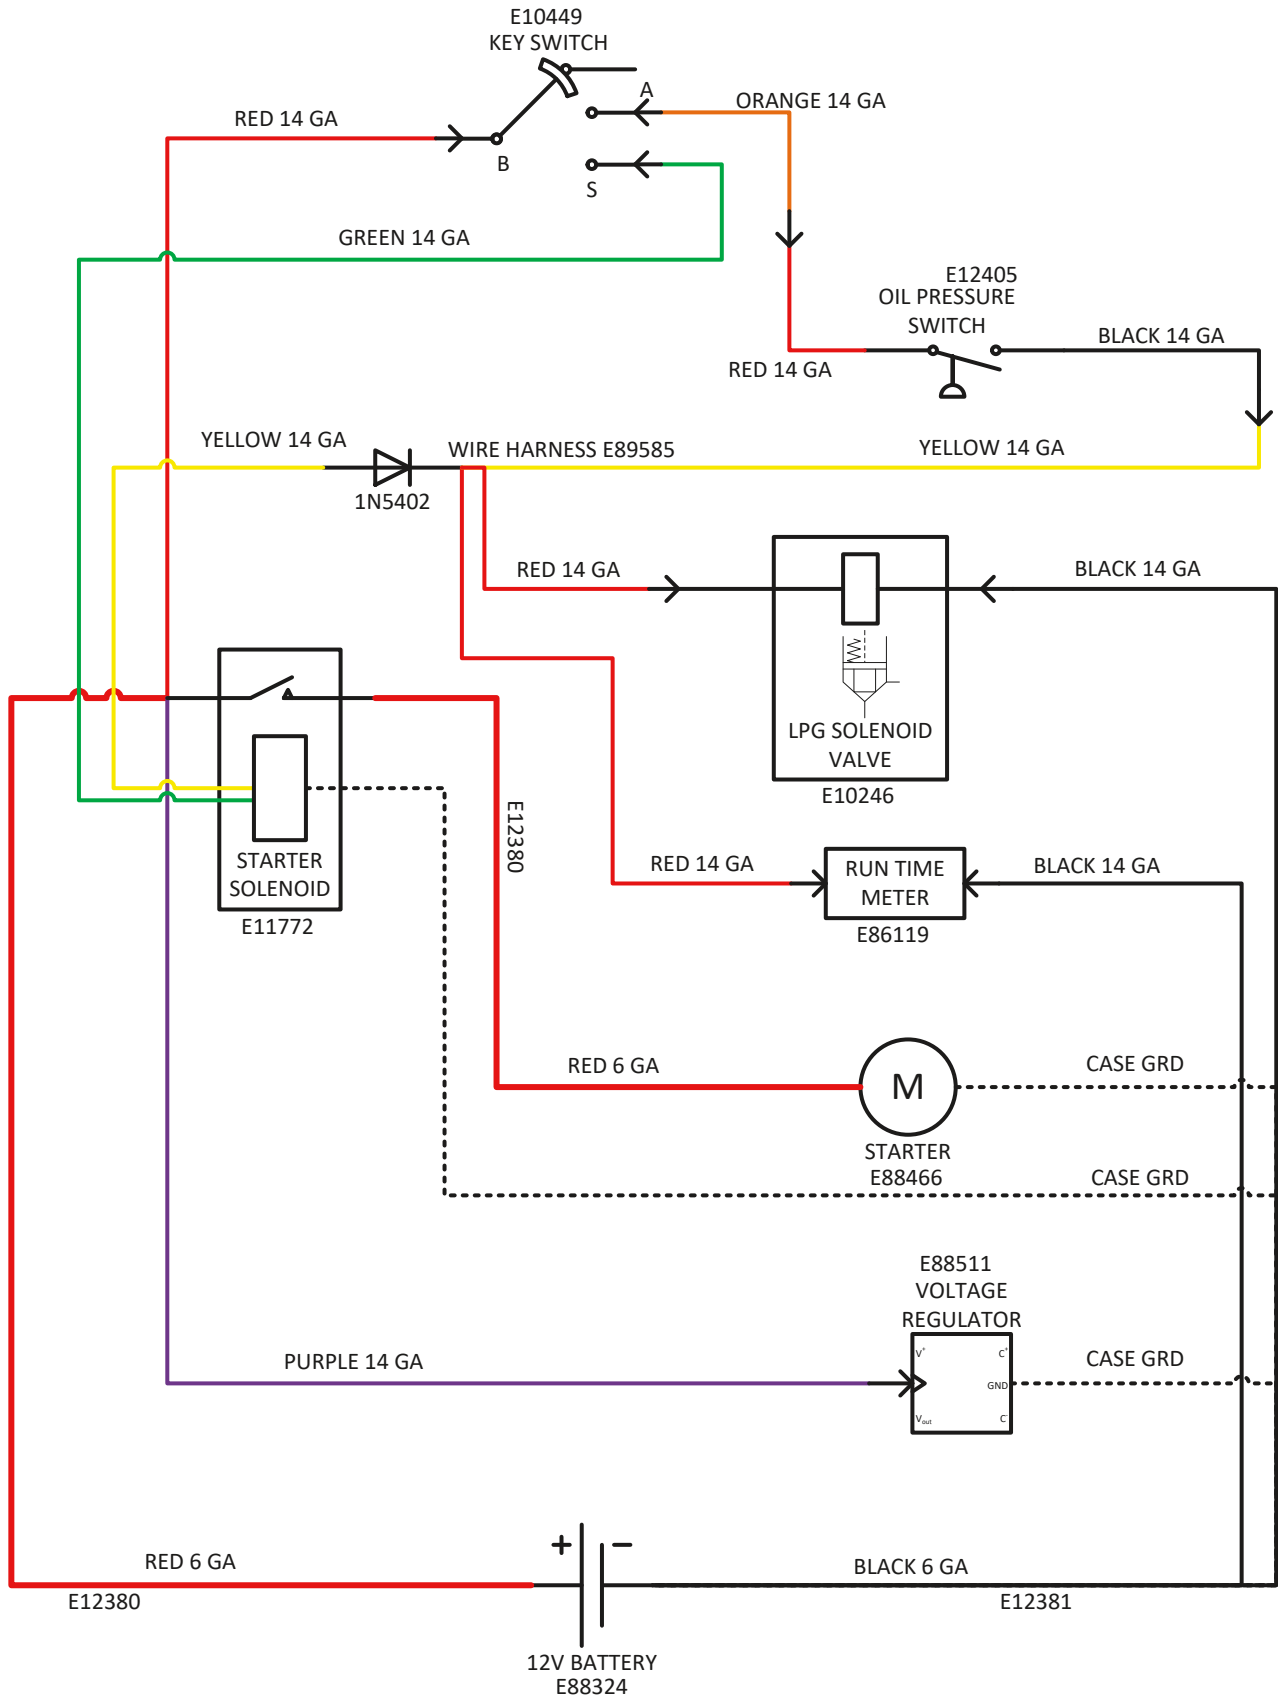 E10449
KEY SWITCH
A
ORANGE 14 GA
RED 14 GA
B
S
GREEN 14 GA
E12405
OIL PRESSURE
SWITCH
BLACK 14 GA
RED 14 GA
YELLOW 14 GA
WIRE HARNESS E89585
YELLOW 14 GA
1N5402
RED 14 GA
BLACK 14 GA
LPG SOLENOID
VALVE
E10246
E12380
STARTER
SOLENOID
E11772
RED 14 GA
RUN TIME
METER
BLACK 14 GA
E86119
RED 6 GA
M
CASE GRD
STARTER
E88466
CASE GRD
E88511
VOLTAGE
REGULATOR
V+
C+
PURPLE 14 GA
CASE GRD
GND
Vout
C-
+
−
RED 6 GA
BLACK 6 GA
E12380
E12381
12V BATTERY
E88324